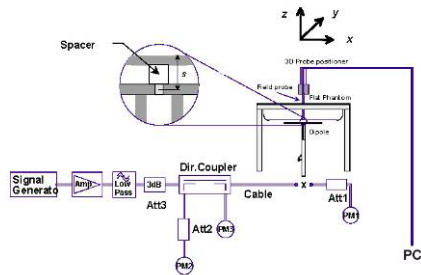 z
y
x
Spacer
s
3D Probe positioner
Field probe
Flat Phantom
Dipole
Signal
Generato
Amp
Low
Pass
3dB
Att3
Dir.Coupler
Cable
x
Att1
PM1
Att2
PM3
PM2
PC